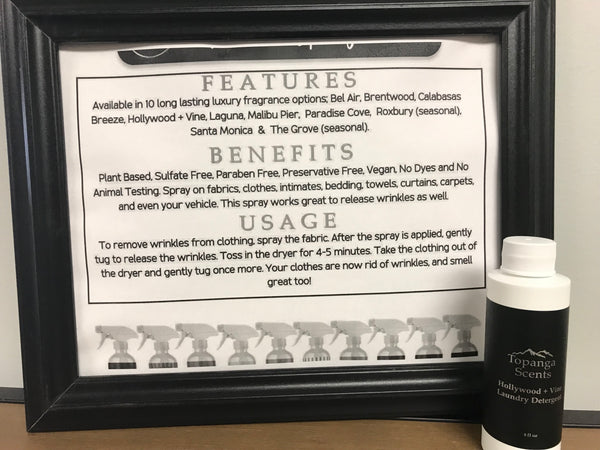 FEATURES
Available in 10 long lasting luxury fragrance options; Bel Air, Brentwood, Calabasas
Breeze, Hollywood + Vine, Laguna, Malibu Pier, Paradise Cove, Roxbury (seasonal),
Santa Monica & The Grove (seasonal).
BENEFITS
Plant Based, Sulfate Free, Paraben Free, Preservative Free, Vegan, No Dyes and No
Animal Testing. Spray on fabrics, clothes, intimates, bedding, towels, curtains, carpets,
and even your vehicle. This spray works great to release wrinkles as well.
USAGE
To remove wrinkles from clothing, spray the fabric. After the spray is applied, gently
tug to release the wrinkles. Toss in the dryer for 4-5 minutes. Take the clothing out of
the dryer and gently tug once more. Your clothes are now rid of wrinkles, and smell
great too!
Topanga
Scents
Hollywood + Vine
Laundry Detergent